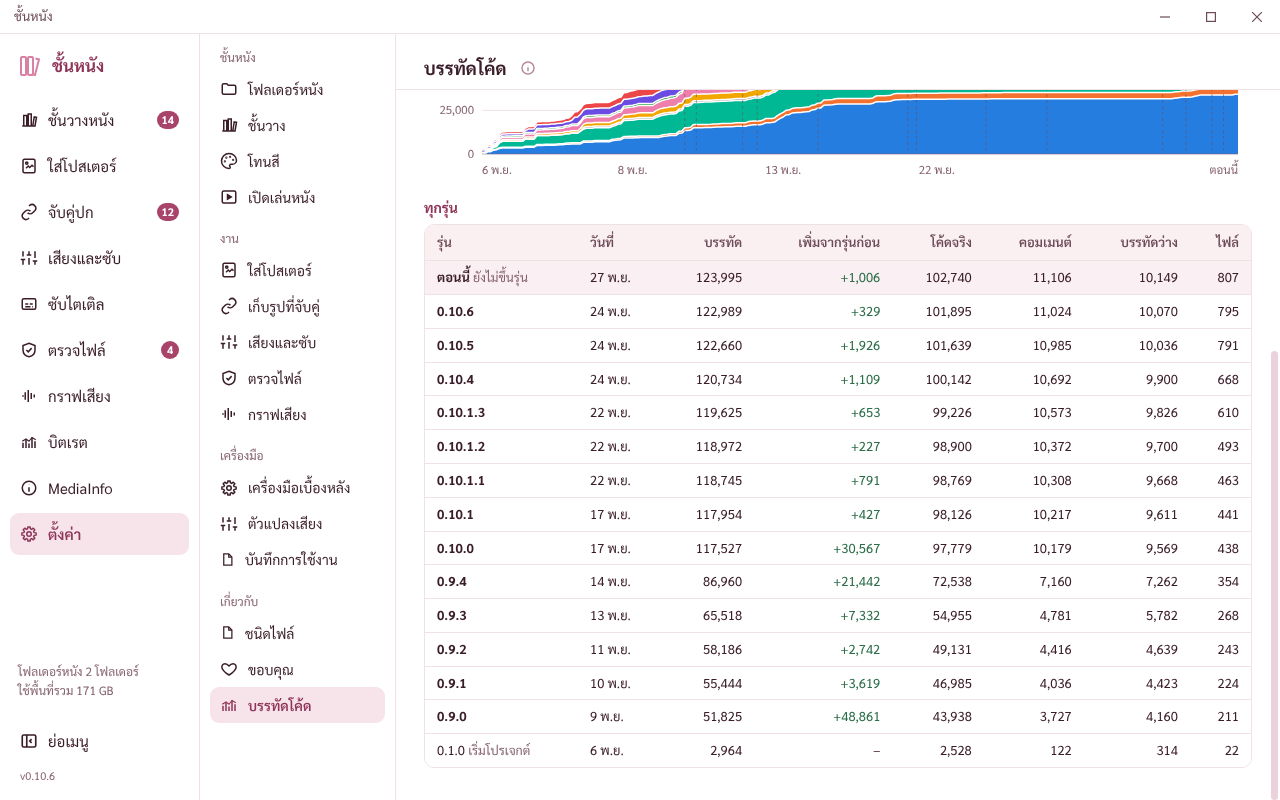 ชั้นหนัง
ชั้นหนัง
ชั้นวางหนัง 14
ใส่โปสเตอร์
จับคู่ปก 12
เสียงและซับ
ซับไตเติล
ตรวจไฟล์ 4
กราฟเสียง
บิตเรต
MediaInfo
ตั้งค่า
โฟลเดอร์หนัง 2 โฟลเดอร์
ใช้พื้นที่รวม 171 GB
ย่อเมนู
v0.10.6
ชั้นหนัง
โฟลเดอร์หนัง
ชั้นวาง
โทนสี
เปิดเล่นหนัง
งาน
ใส่โปสเตอร์
เก็บรูปที่จับคู่
เสียงและซับ
ตรวจไฟล์
กราฟเสียง
เครื่องมือ
เครื่องมือเบื้องหลัง
ตัวแปลงเสียง
บันทึกการใช้งาน
เกี่ยวกับ
ชนิดไฟล์
ขอบคุณ
บรรทัดโค้ด
บรรทัดโค้ด
25,000
0
6 พ.ย. 8 พ.ย. 13 พ.ย. 22 พ.ย. ตอนนี้
ทุกรุ่น
รุ่น วันที่ บรรทัด เพิ่มจากรุ่นก่อน โค้ดจริง คอมเมนต์ บรรทัดว่าง ไฟล์
ตอนนี้ ยังไม่ขึ้นรุ่น 27 พ.ย. 123,995 +1,006 102,740 11,106 10,149 807
0.10.6 24 พ.ย. 122,989 +329 101,895 11,024 10,070 795
0.10.5 24 พ.ย. 122,660 +1,926 101,639 10,985 10,036 791
0.10.4 24 พ.ย. 120,734 +1,109 100,142 10,692 9,900 668
0.10.1.3 22 พ.ย. 119,625 +653 99,226 10,573 9,826 610
0.10.1.2 22 พ.ย. 118,972 +227 98,900 10,372 9,700 493
0.10.1.1 22 พ.ย. 118,745 +791 98,769 10,308 9,668 463
0.10.1 17 พ.ย. 117,954 +427 98,126 10,217 9,611 441
0.10.0 17 พ.ย. 117,527 +30,567 97,779 10,179 9,569 438
0.9.4 14 พ.ย. 86,960 +21,442 72,538 7,160 7,262 354
0.9.3 13 พ.ย. 65,518 +7,332 54,955 4,781 5,782 268
0.9.2 11 พ.ย. 58,186 +2,742 49,131 4,416 4,639 243
0.9.1 10 พ.ย. 55,444 +3,619 46,985 4,036 4,423 224
0.9.0 9 พ.ย. 51,825 +48,861 43,938 3,727 4,160 211
0.1.0 เริ่มโปรเจกต์ 6 พ.ย. 2,964 – 2,528 122 314 22